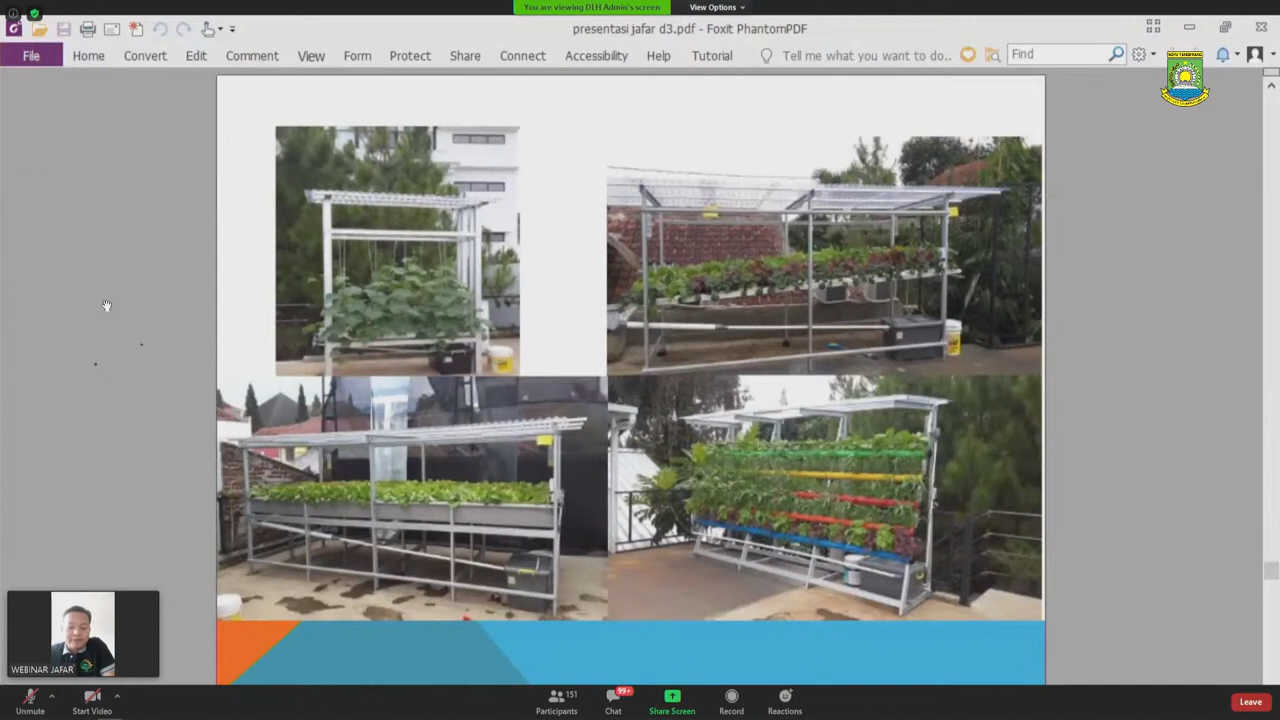 You are viewing DLH Admin's screen
View Options
presentasi jafar d3.pdf - Foxit PhantomPDF
File Home Convert Edit Comment View Form Protect Share Connect Accessibility Help Tutorial Tell me what you want to do.. Find
WEBINAR JAFAR
Unmute
Start Video
151
Participants
99+
Chat
Share Screen
Record
Reactions
Leave